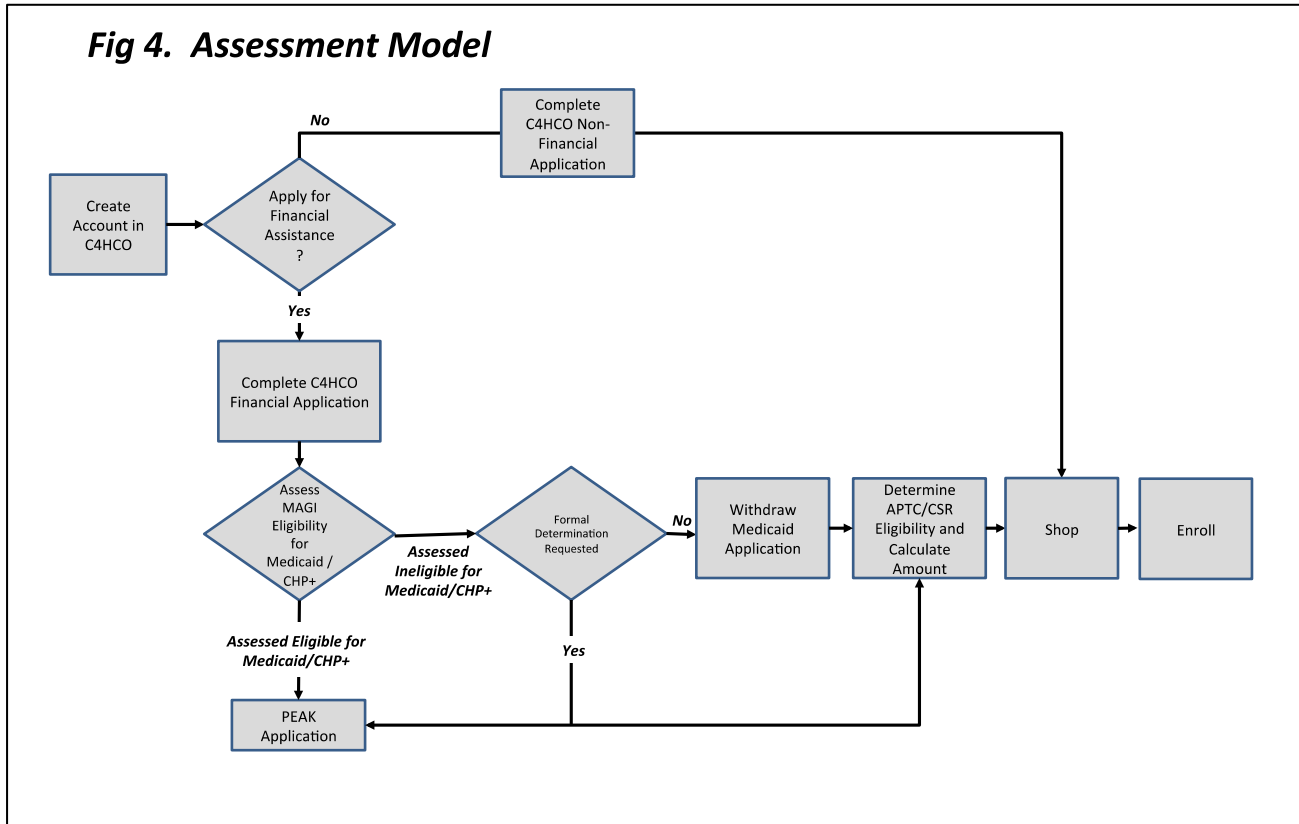 Fig 4. Assessment Model
No
Complete
C4HCO Non-
Financial
Application
Create
Account in
C4HCO
Apply for
Financial
Assistance
?
Yes
Complete C4HCO
Financial Application
Assess
MAGI
Eligibility
for
Medicaid /
CHP+
Assessed
Ineligible for
Medicaid/CHP+
Formal
Determination
Requested
No
Withdraw
Medicaid
Application
Determine
APTC/CSR
Eligibility and
Calculate
Amount
Shop
Enroll
Assessed Eligible for
Medicaid/CHP+
Yes
PEAK
Application